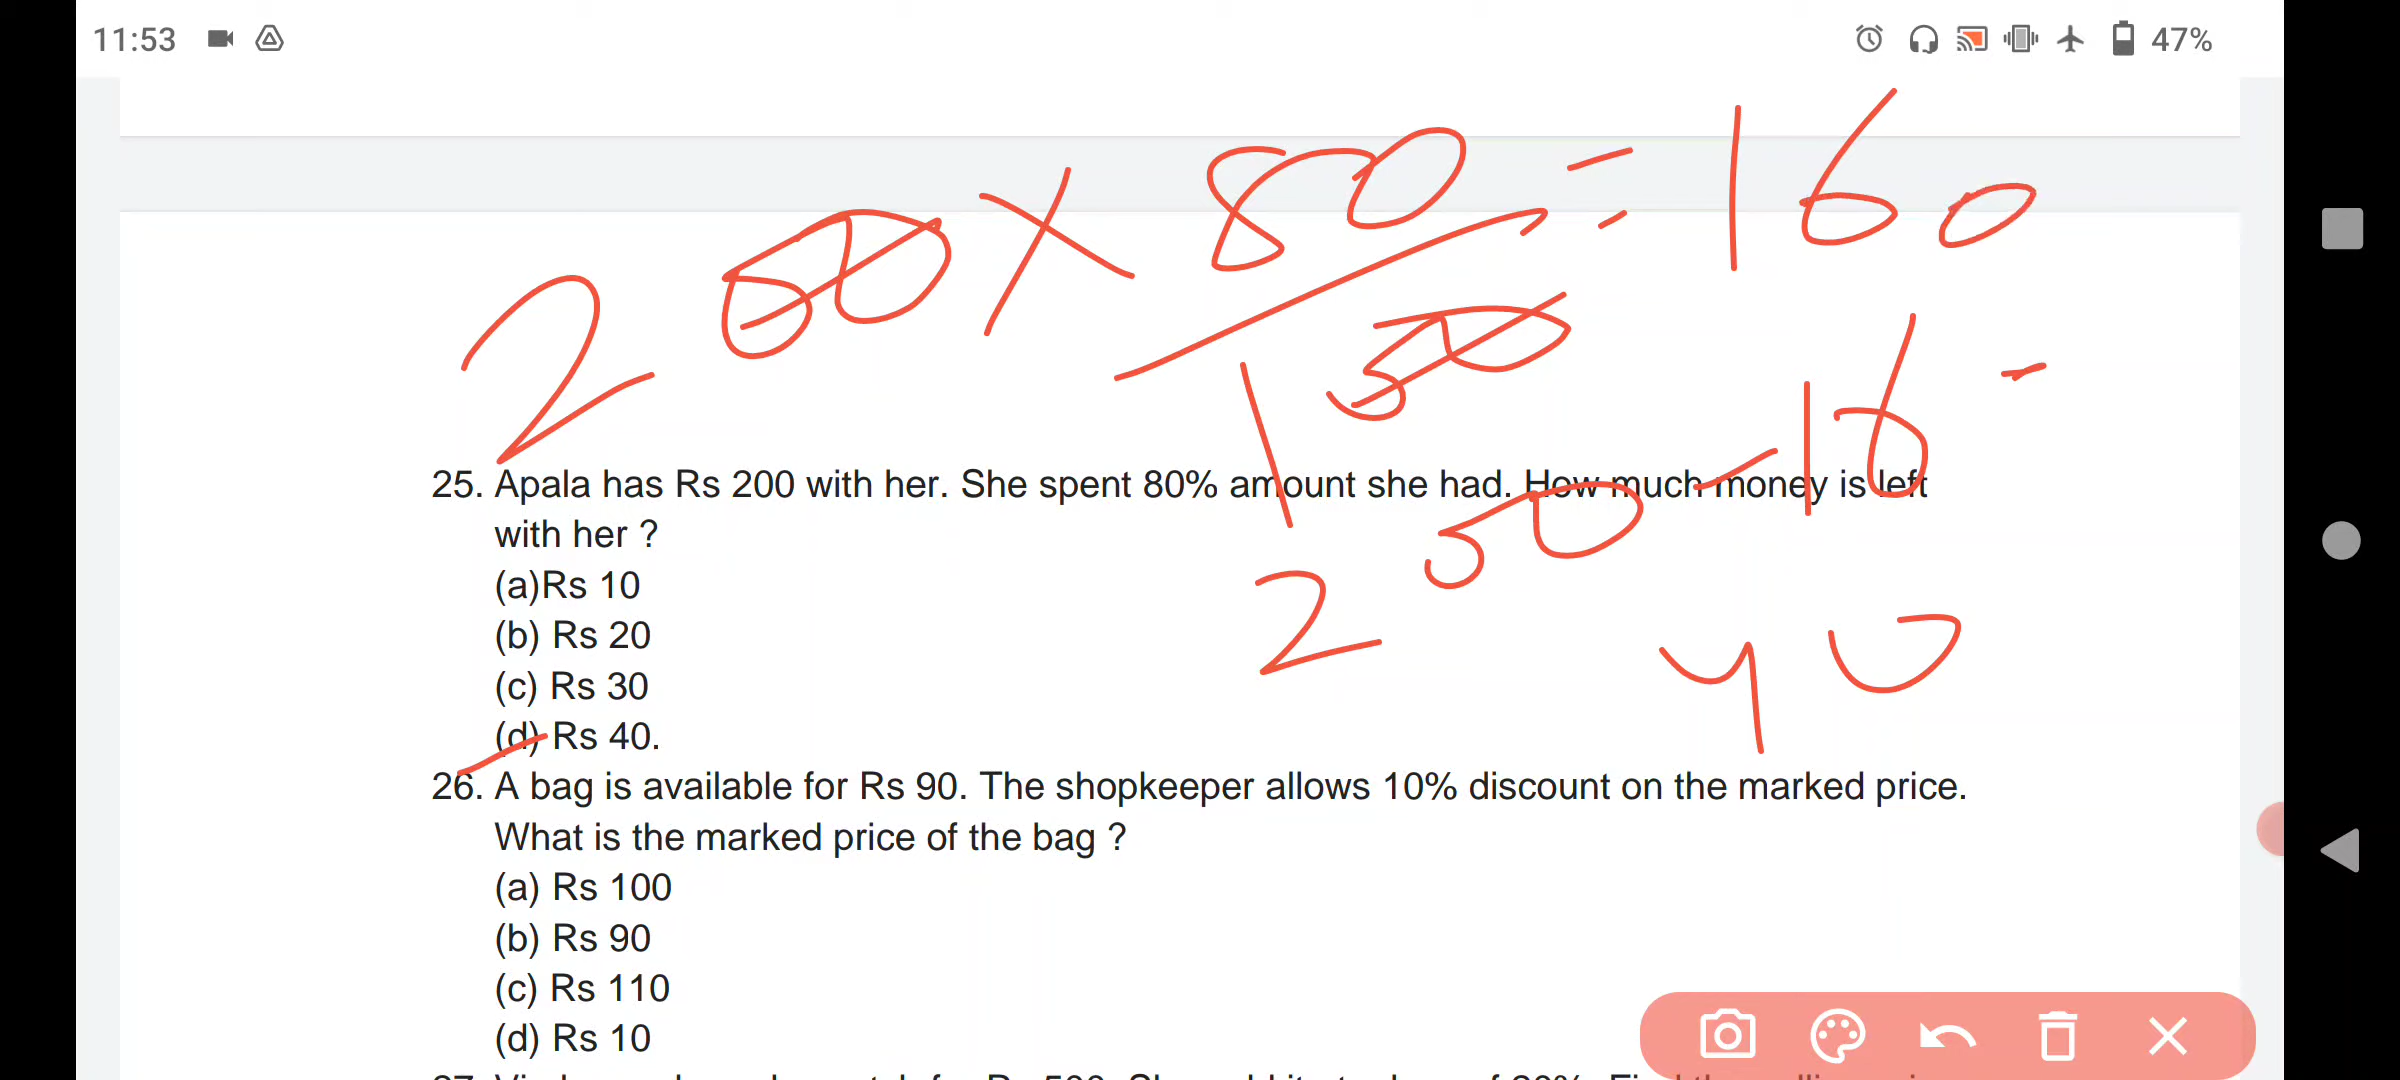 11:53 47%
200 x 80 = 160
100
25. Apala has Rs 200 with her. She spent 80% amount she had. How much money is left
with her ?
(a)Rs 10
(b) Rs 20
(c) Rs 30
(d) Rs 40.
40
26. A bag is available for Rs 90. The shopkeeper allows 10% discount on the marked price.
What is the marked price of the bag ?
(a) Rs 100
(b) Rs 90
(c) Rs 110
(d) Rs 10